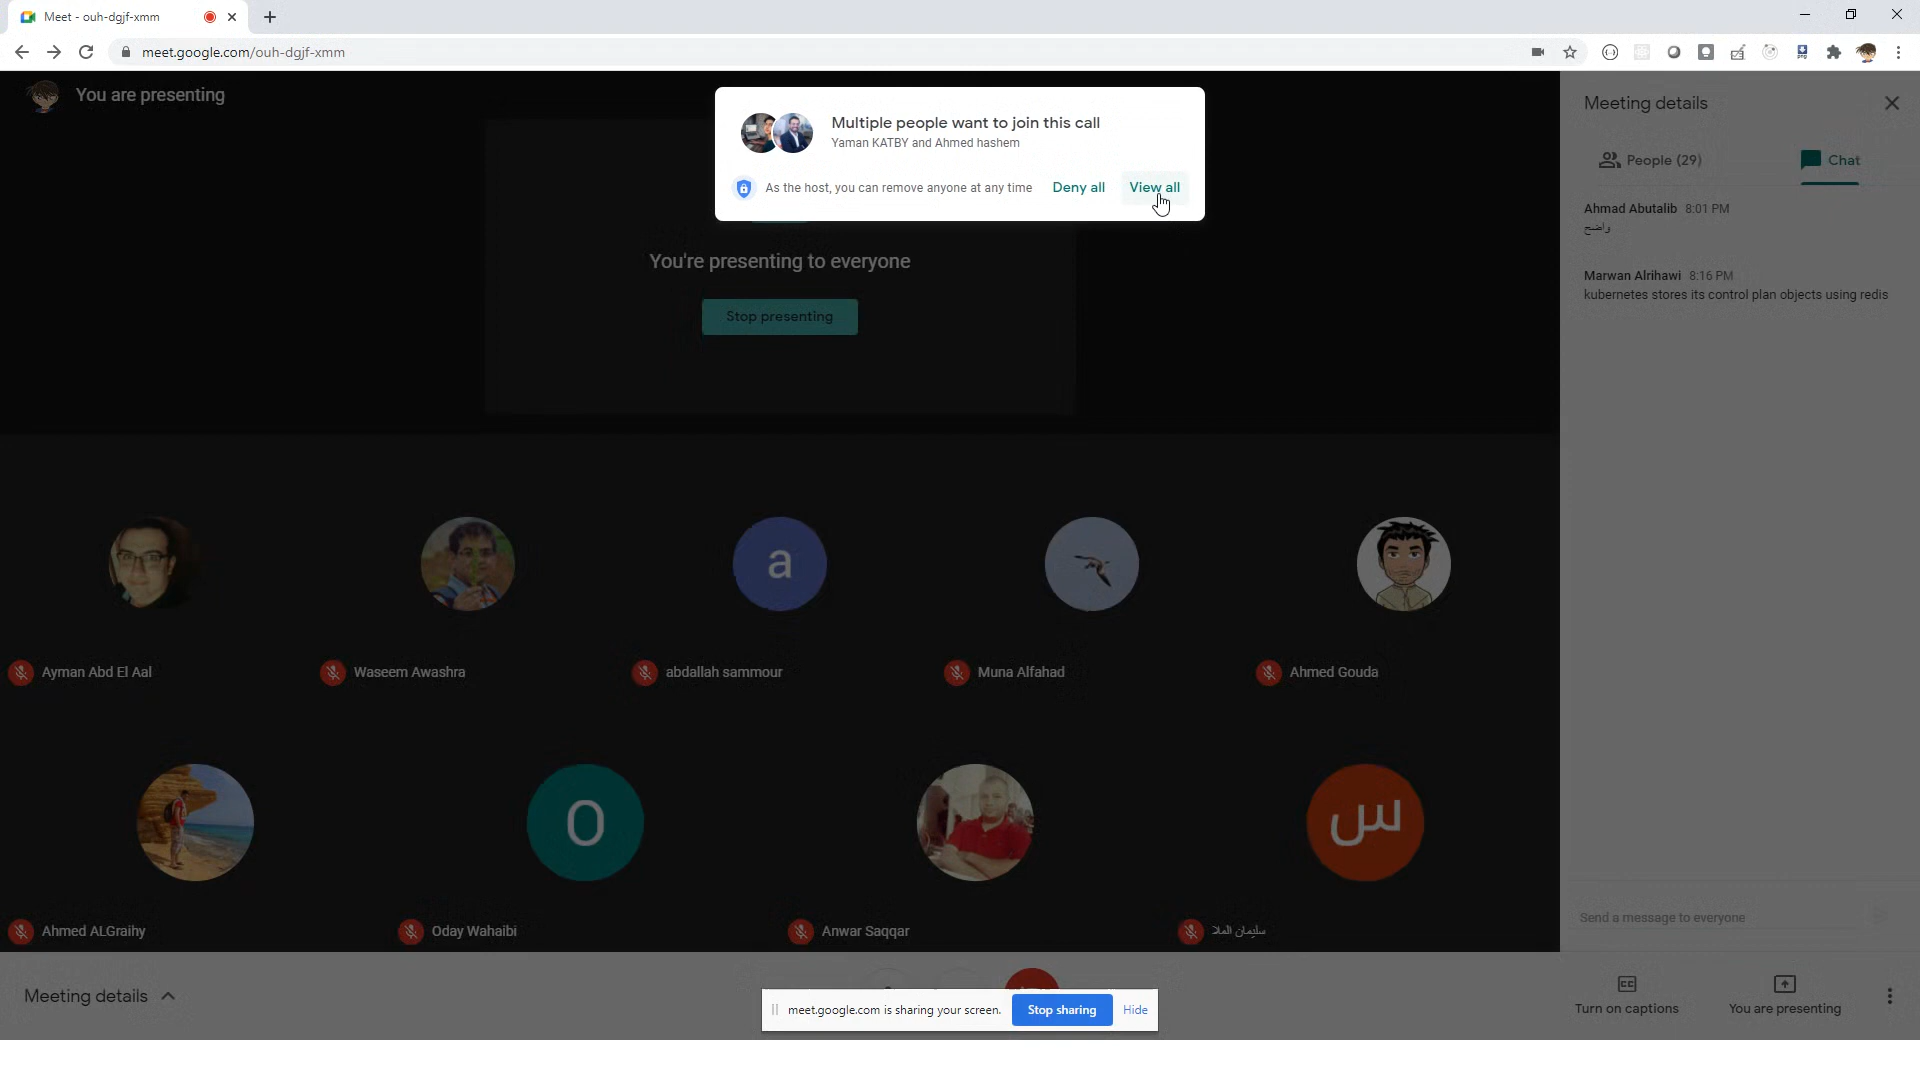 Meet - ouh-dgjf-xmm
meet.google.com/ouh-dgjf-xmm
You are presenting
Multiple people want to join this call
Yaman KATBY and Ahmed hashem
As the host, you can remove anyone at any time
Deny all
View all
You're presenting to everyone
Stop presenting
Meeting details
People (29)
Chat
Ahmad Abutalib 8:01 PM
واضح
Marwan Alrihawi 8:16 PM
kubernetes stores its control plan objects using redis
a
Ayman Abd El Aal
Waseem Awashra
abdallah sammour
Muna Alfahad
Ahmed Gouda
O
س
Ahmed ALGraihy
Oday Wahaibi
Anwar Saqqar
سليمان الملا
Send a message to everyone
Meeting details
meet.google.com is sharing your screen.
Stop sharing
Hide
Turn on captions
You are presenting